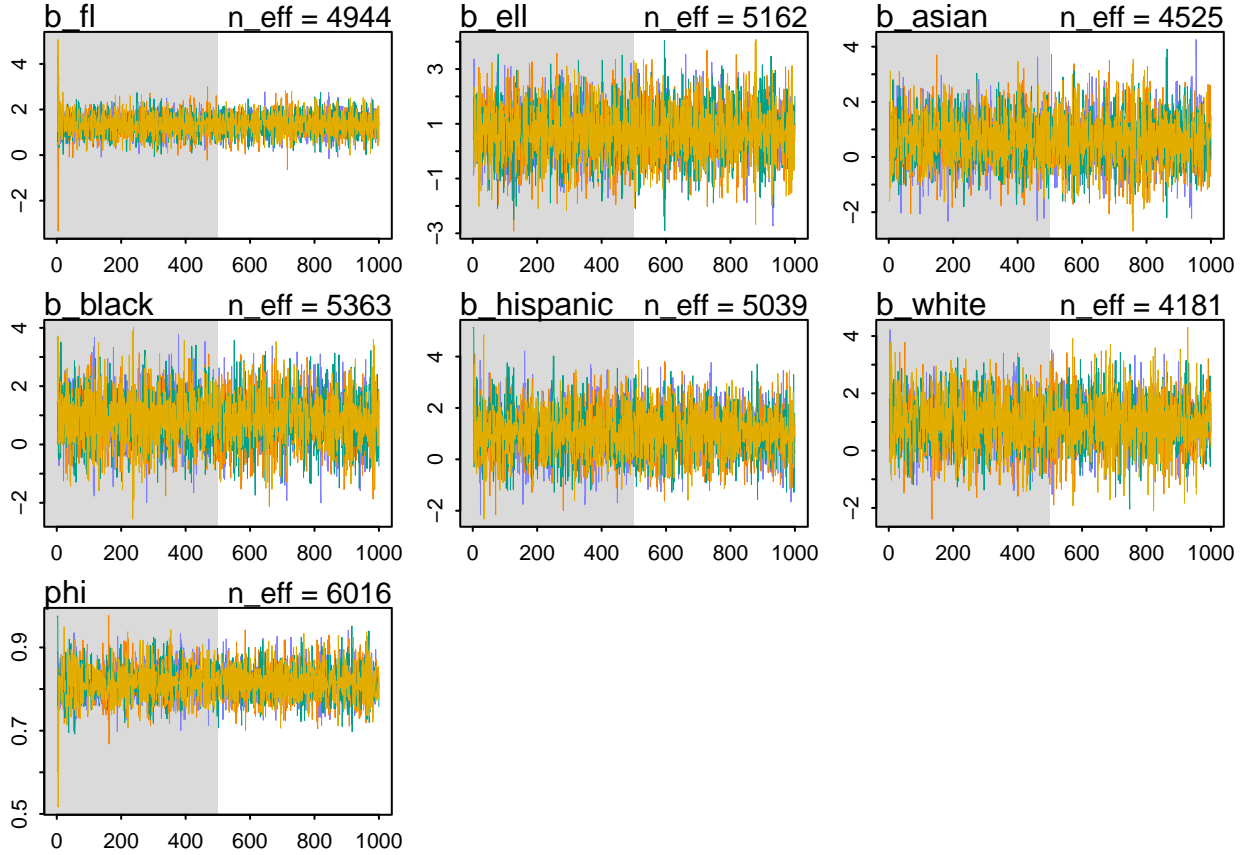 b_fl n_eff = 4944
−2 0 2 4
0 200 400 600 800 1000
b_ell n_eff = 5162
−3 −1 1 3
0 200 400 600 800 1000
b_asian n_eff = 4525
−2 0 2 4
0 200 400 600 800 1000
b_black n_eff = 5363
−2 0 1 2 4
0 200 400 600 800 1000
b_hispanic n_eff = 5039
−2 0 2 4
0 200 400 600 800 1000
b_white n_eff = 4181
−2 0 2 4
0 200 400 600 800 1000
phi n_eff = 6016
0.5 0.7 0.9
0 200 400 600 800 1000